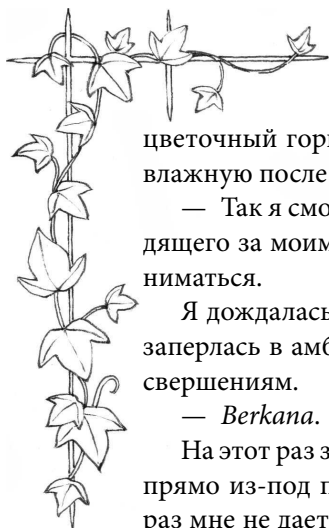 цветочный гор
влажную после
— Так я смо
дящего за моим
ниматься.
Я дождалась
заперлась в амб
свершениям.
— Berkana.
На этот раз з
прямо из-под п
раз мне не дает